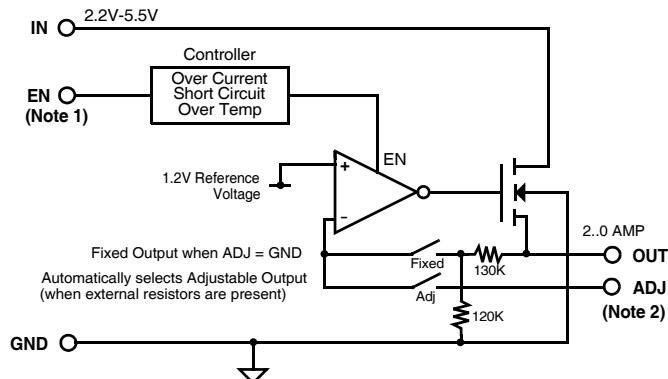 2.2V-5.5V
IN
Controller
Over Current
Short Circuit
Over Temp
EN
(Note 1)
EN
+
1.2V Reference
Voltage
–
2..0 AMP
Fixed Output when ADJ = GND
Fixed
130K
OUT
Automatically selects Adjustable Output
(when external resistors are present)
Adj
ADJ
(Note 2)
120K
GND